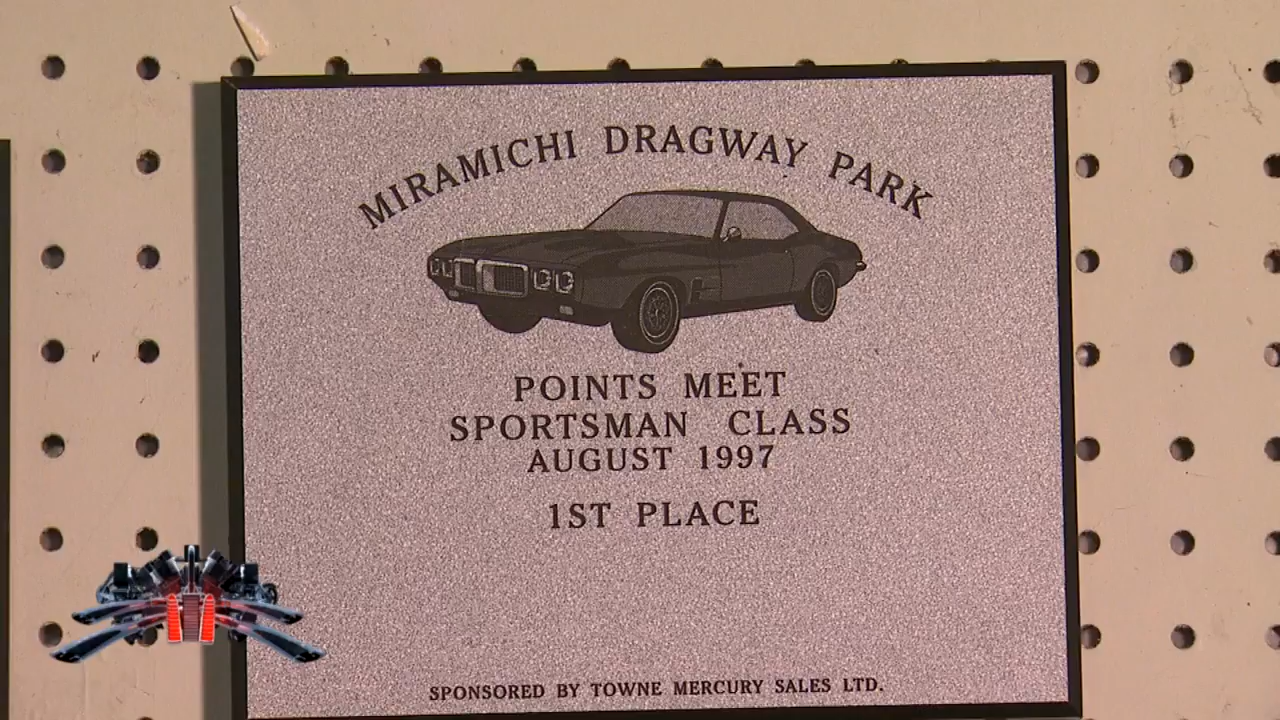 MIRAMICHI DRAGWAY PARK
POINTS MEET
SPORTSMAN CLASS
AUGUST 1997
1ST PLACE
SPONSORED BY TOWNE MERCURY SALES LTD.